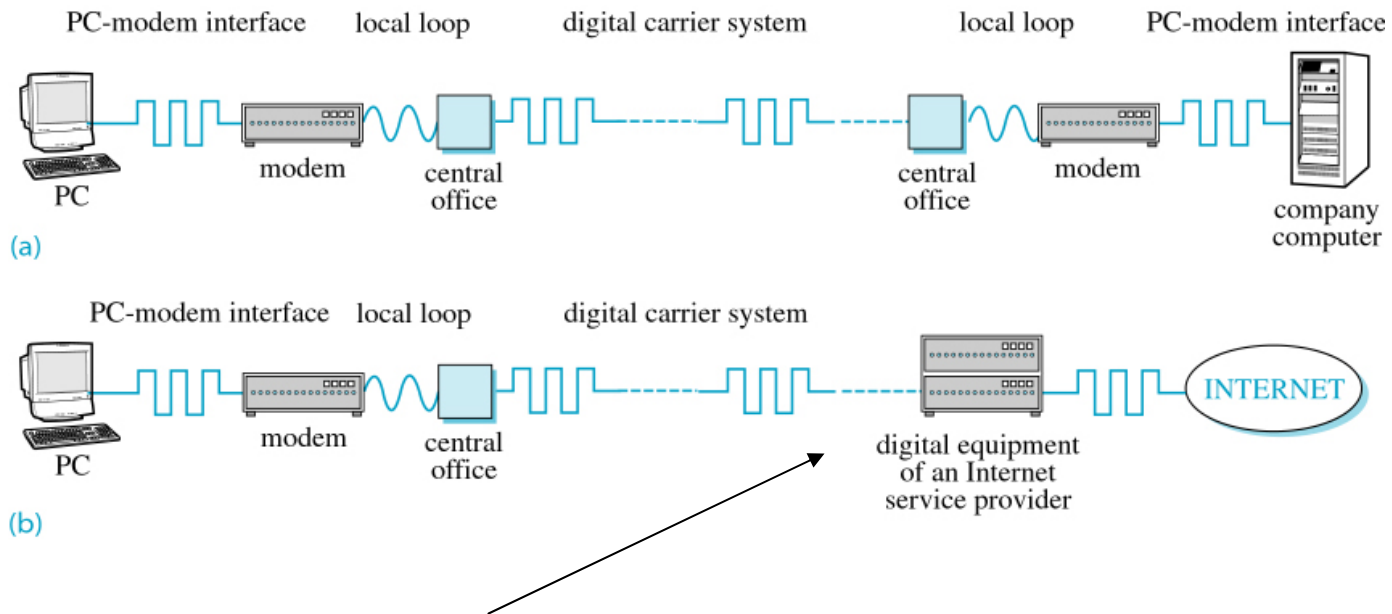 PC-modem interface local loop digital carrier system local loop PC-modem interface
modem
central
office
central
office
modem
PC
company
computer
(a)
PC-modem interface local loop digital carrier system
INTERNET
modem
central
office
digital equipment
of an Internet
service provider
PC
(b)